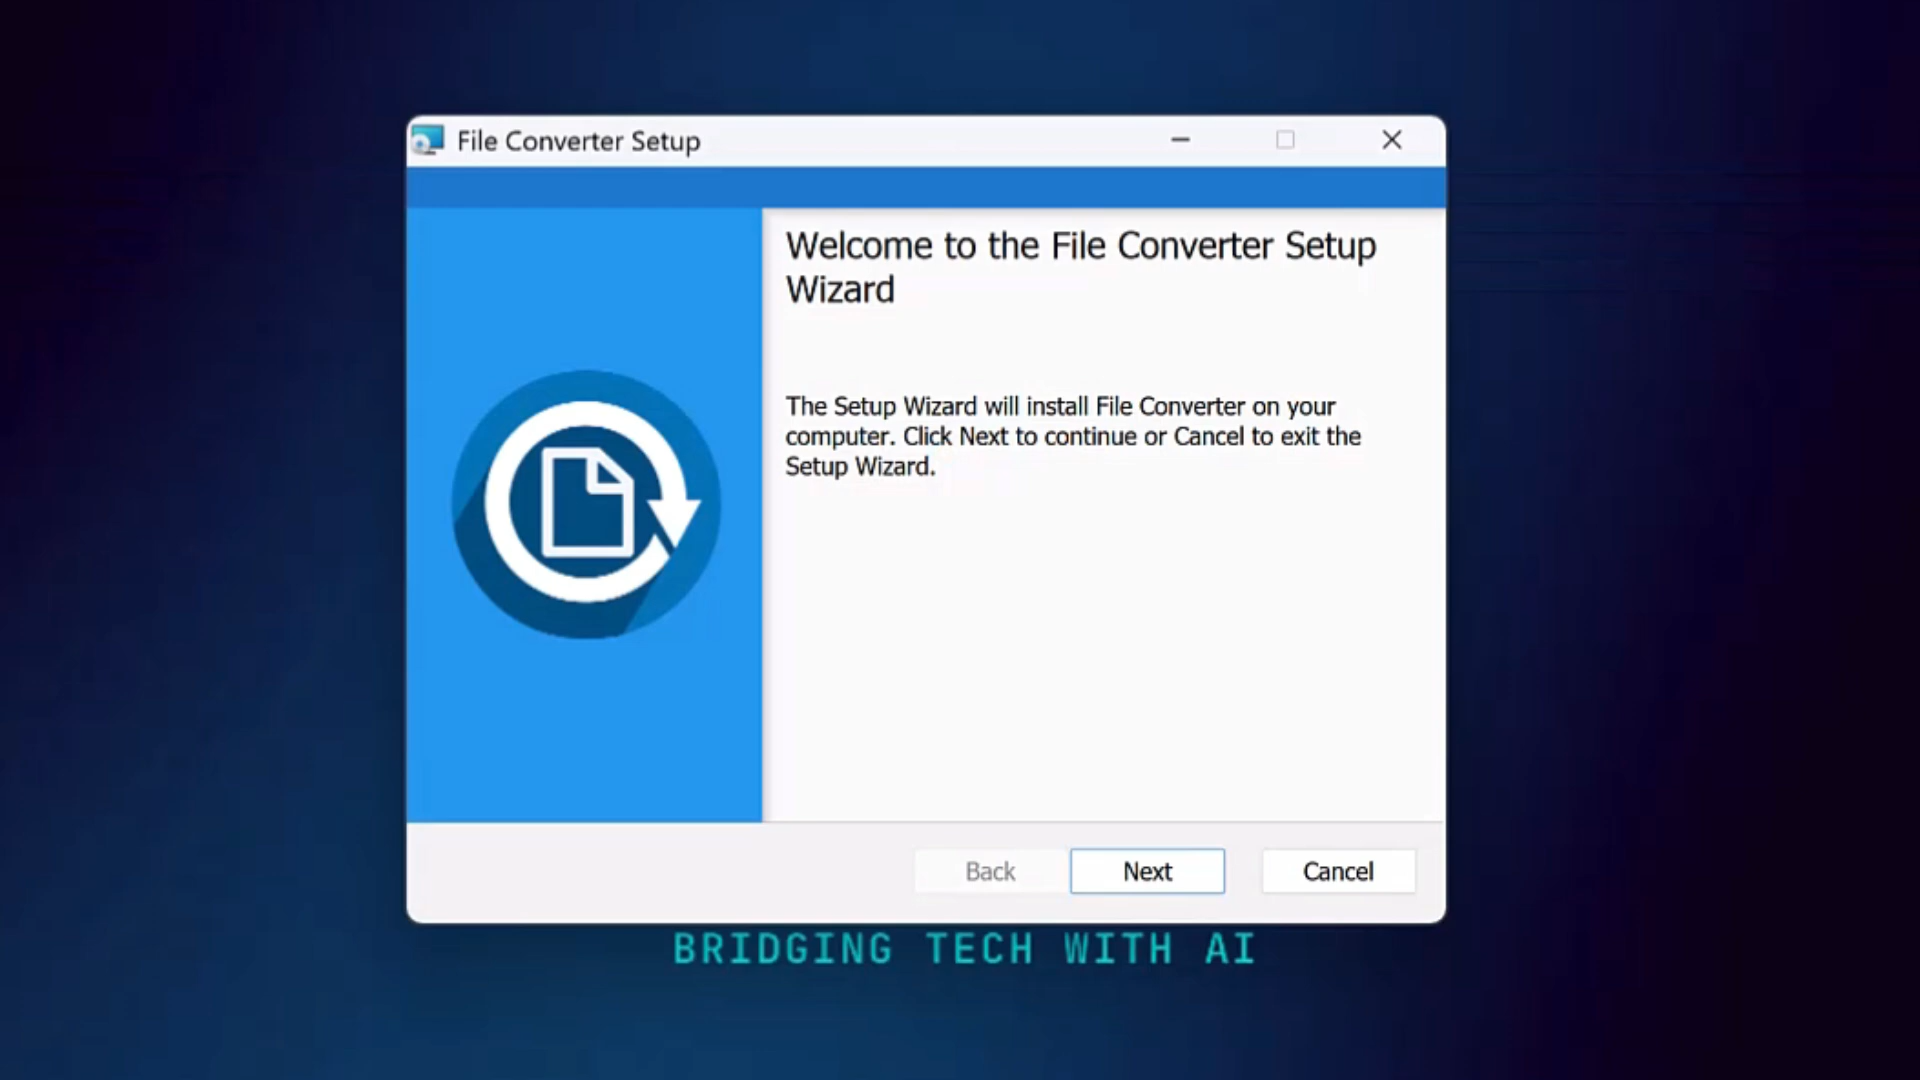 File Converter Setup
Welcome to the File Converter Setup
Wizard
The Setup Wizard will install File Converter on your
computer. Click Next to continue or Cancel to exit the
Setup Wizard.
Back
Next
Cancel
BRIDGING TECH WITH AI